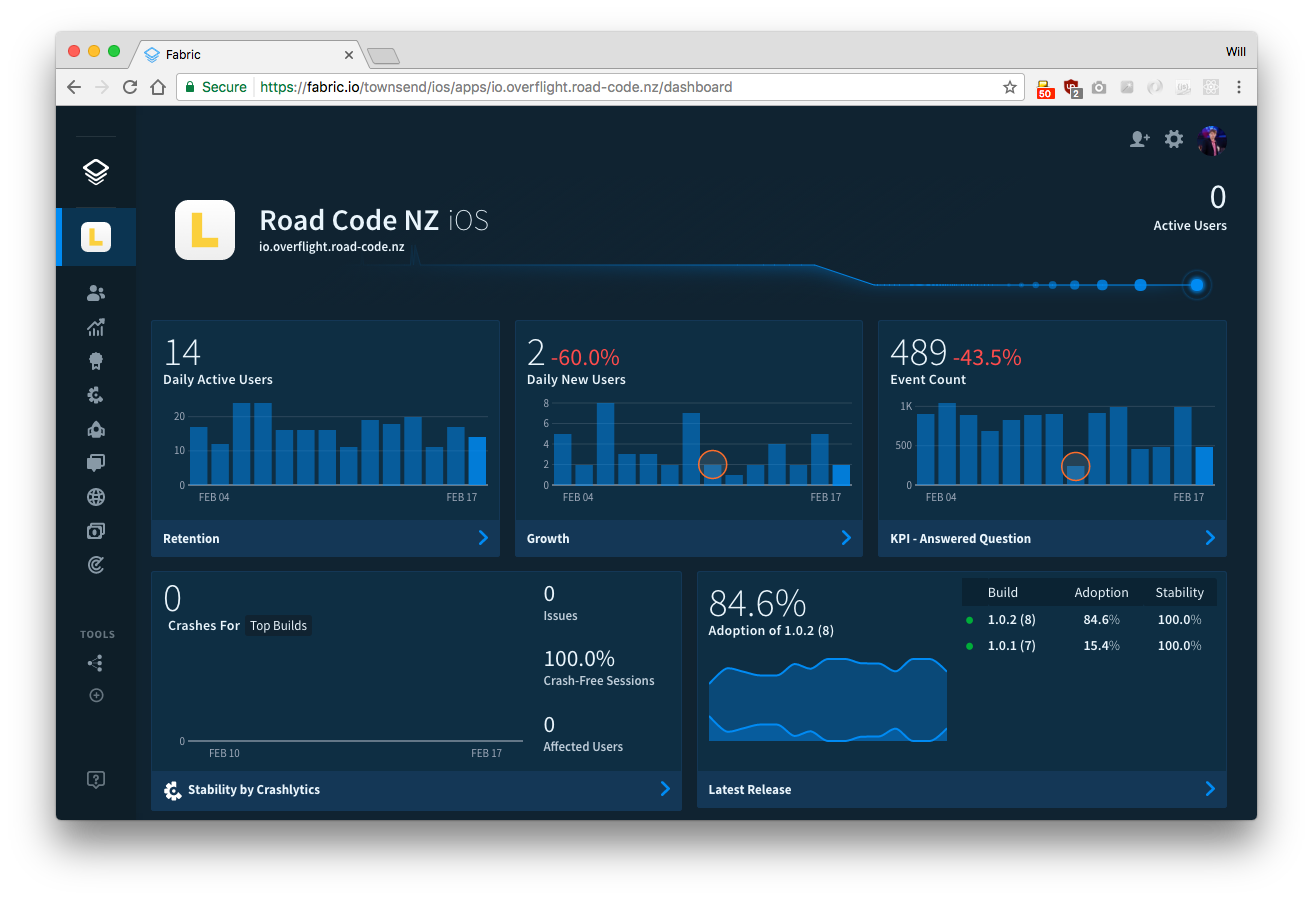 Fabric
Will
Secure https://fabric.io/townsend/ios/apps/io.overflight.road-code.nz/dashboard
50
2
L
Road Code NZ iOS
io.overflight.road-code.nz
0
Active Users
L
14
Daily Active Users
20
10
0
FEB 04 FEB 17
Retention
2 -60.0%
Daily New Users
8
6
4
2
0
FEB 04 FEB 17
Growth
489 -43.5%
Event Count
1K
500
0
FEB 04 FEB 17
KPI - Answered Question
0
Crashes For Top Builds
0
FEB 10 FEB 17
0
Issues
100.0%
Crash-Free Sessions
0
Affected Users
Stability by Crashlytics
84.6%
Adoption of 1.0.2 (8)
Build Adoption Stability
1.0.2 (8) 84.6% 100.0%
1.0.1 (7) 15.4% 100.0%
Latest Release
TOOLS
?